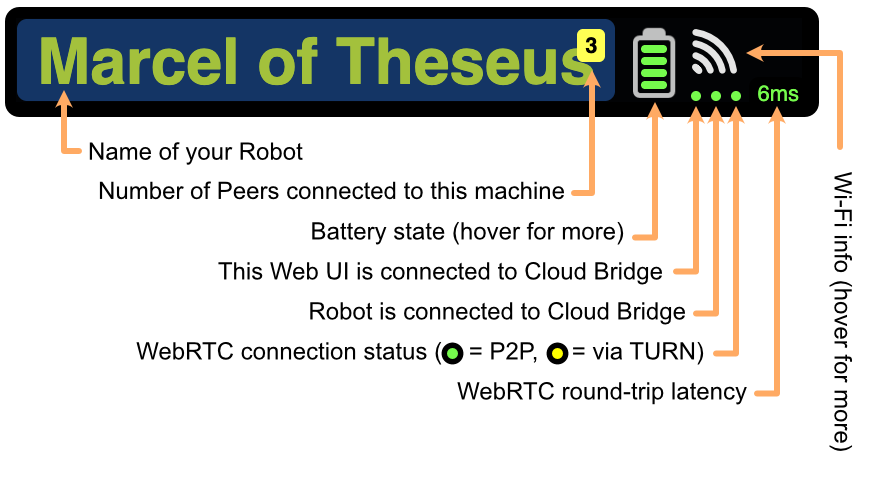 Marcel of Theseus
3
6ms
Name of your Robot
Number of Peers connected to this machine
Battery state (hover for more)
This Web UI is connected to Cloud Bridge
Robot is connected to Cloud Bridge
WebRTC connection status ( = P2P, = via TURN)
WebRTC round-trip latency
Wi-Fi info (hover for more)